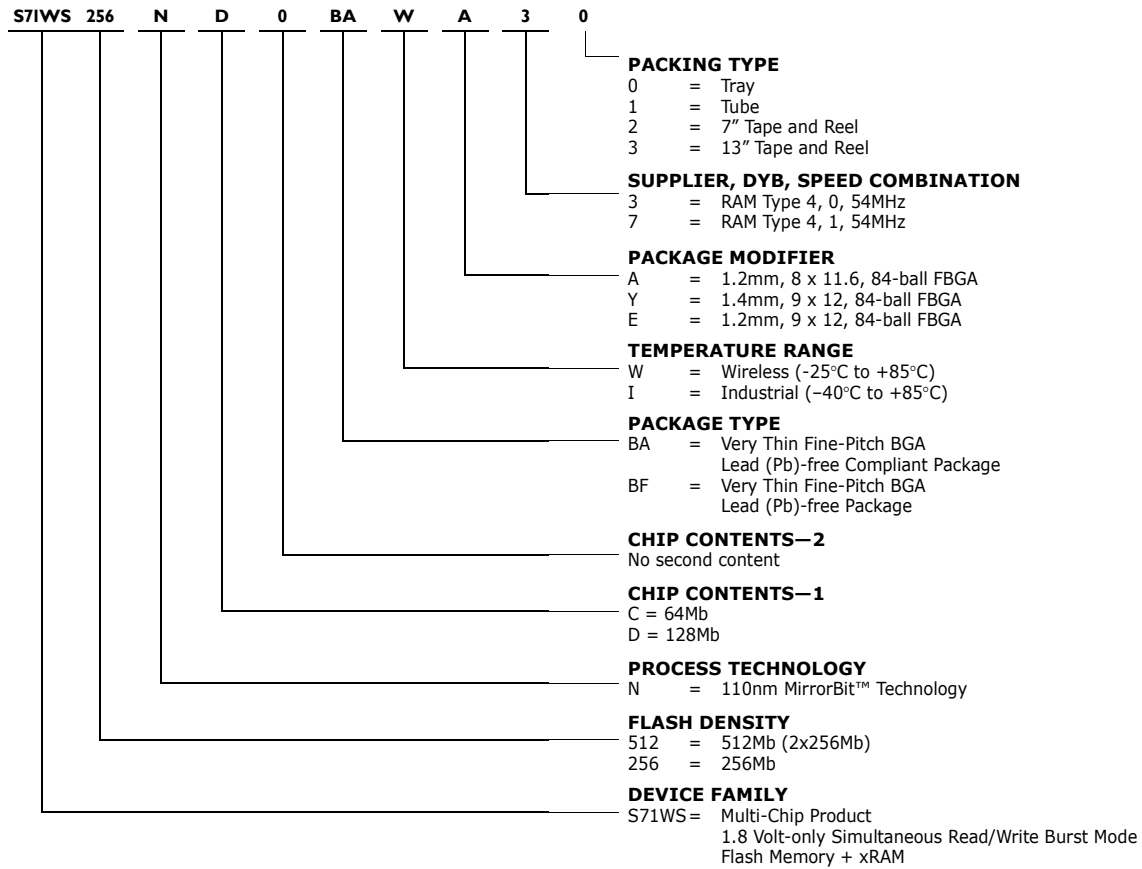 S71WS 256 N D 0 BA W A 3 0
PACKING TYPE
0 = Tray
1 = Tube
2 = 7” Tape and Reel
3 = 13” Tape and Reel
SUPPLIER, DYB, SPEED COMBINATION
3 = RAM Type 4, 0, 54MHz
7 = RAM Type 4, 1, 54MHz
PACKAGE MODIFIER
A = 1.2mm, 8 x 11.6, 84-ball FBGA
Y = 1.4mm, 9 x 12, 84-ball FBGA
E = 1.2mm, 9 x 12, 84-ball FBGA
TEMPERATURE RANGE
W = Wireless (-25°C to +85°C)
I = Industrial (–40°C to +85°C)
PACKAGE TYPE
BA = Very Thin Fine-Pitch BGA
Lead (Pb)-free Compliant Package
BF = Very Thin Fine-Pitch BGA
Lead (Pb)-free Package
CHIP CONTENTS—2
No second content
CHIP CONTENTS—1
C = 64Mb
D = 128Mb
PROCESS TECHNOLOGY
N = 110nm MirrorBit™ Technology
FLASH DENSITY
512 = 512Mb (2x256Mb)
256 = 256Mb
DEVICE FAMILY
S71WS = Multi-Chip Product
1.8 Volt-only Simultaneous Read/Write Burst Mode
Flash Memory + xRAM